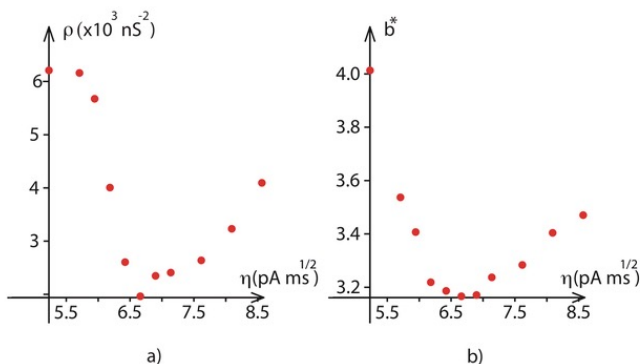 ρ (x10³ nS⁻²)
6
5
4
3
η(pA ms)^1/2
5.5 6.5 7.5 8.5
a)
b*
4.0
3.8
3.6
3.4
3.2
η(pA ms)^1/2
5.5 6.5 7.5 8.5
b)